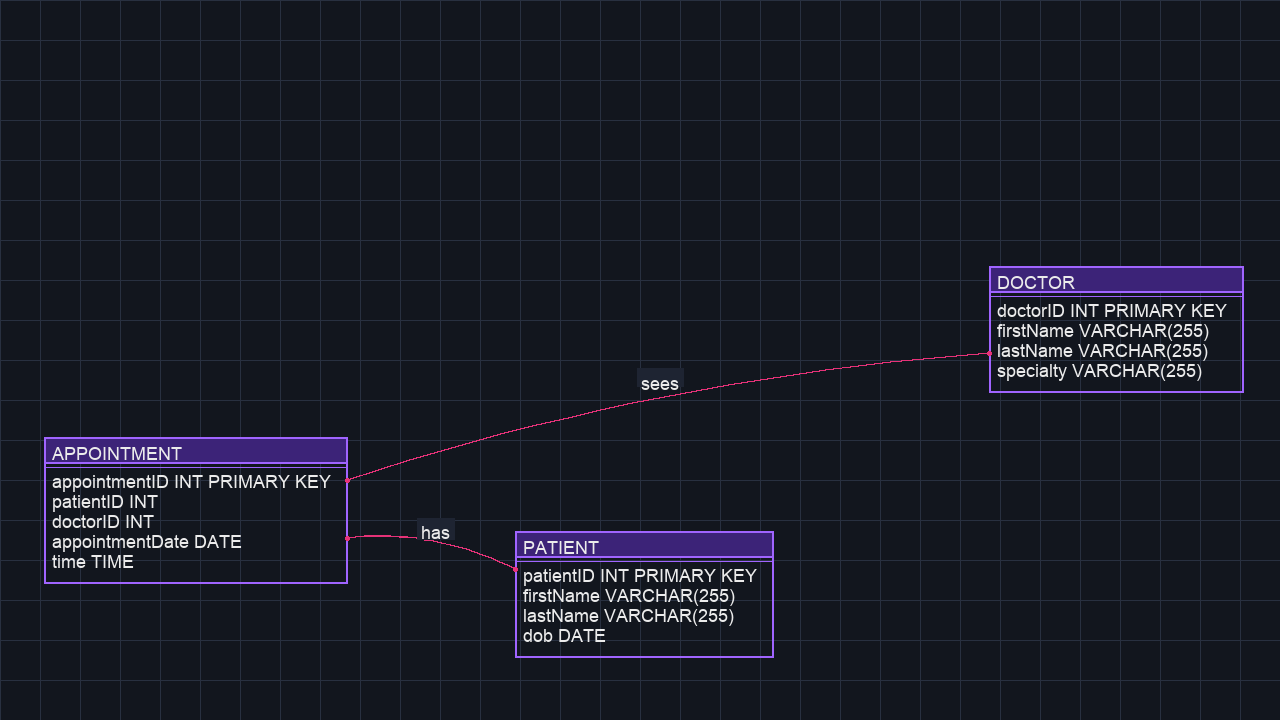 DOCTOR
doctorID INT PRIMARY KEY
firstName VARCHAR(255)
lastName VARCHAR(255)
specialty VARCHAR(255)
sees
APPOINTMENT
appointmentID INT PRIMARY KEY
patientID INT
doctorID INT
appointmentDate DATE
time TIME
has
PATIENT
patientID INT PRIMARY KEY
firstName VARCHAR(255)
lastName VARCHAR(255)
dob DATE